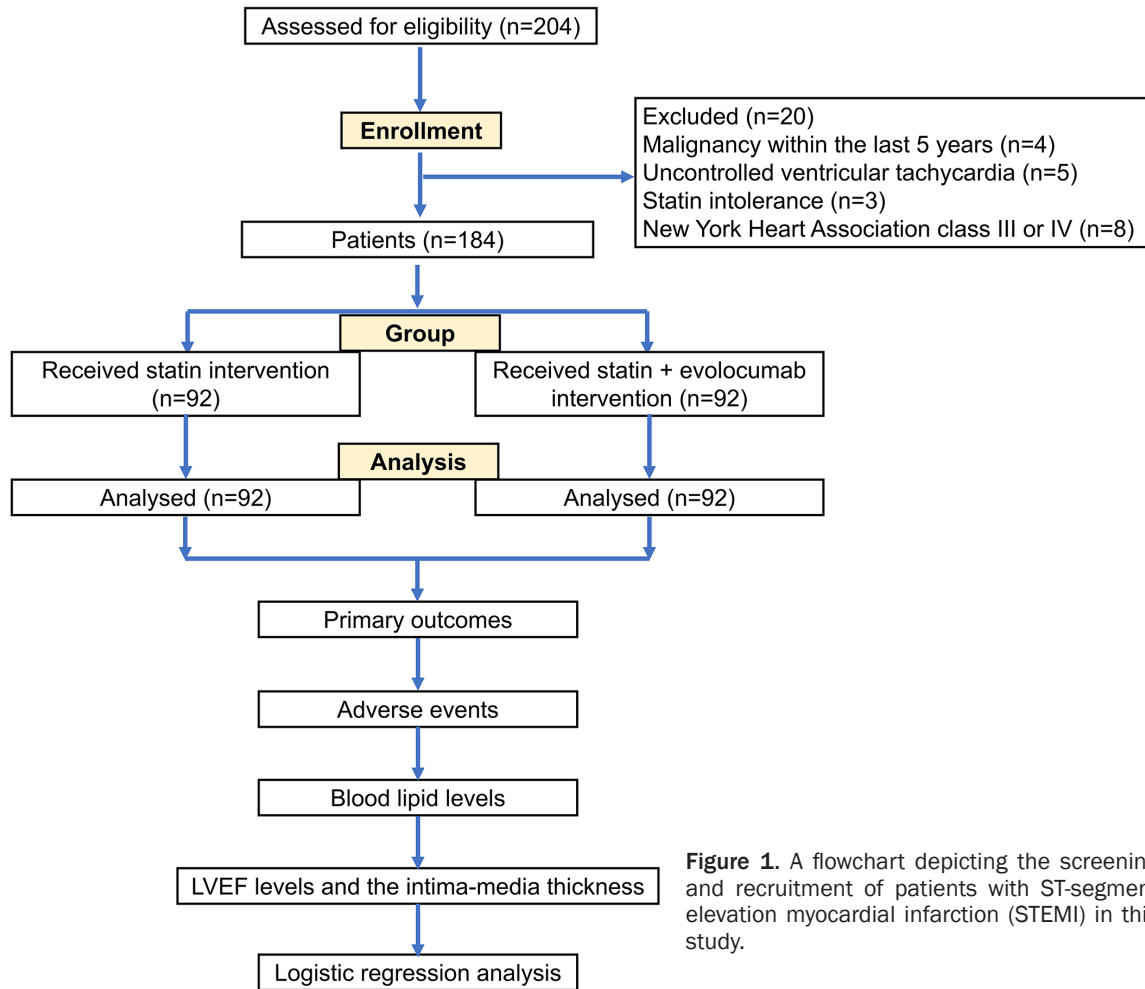 Assessed for eligibility (n=204)
Enrollment
Excluded (n=20)
Malignancy within the last 5 years (n=4)
Uncontrolled ventricular tachycardia (n=5)
Statin intolerance (n=3)
New York Heart Association class III or IV (n=8)
Patients (n=184)
Group
Received statin intervention
(n=92)
Received statin + evolocumab
intervention (n=92)
Analysis
Analysed (n=92)
Analysed (n=92)
Primary outcomes
Adverse events
Blood lipid levels
LVEF levels and the intima-media thickness
Logistic regression analysis
Figure 1. A flowchart depicting the screenin
and recruitment of patients with ST-segmen
elevation myocardial infarction (STEMI) in thi
study.